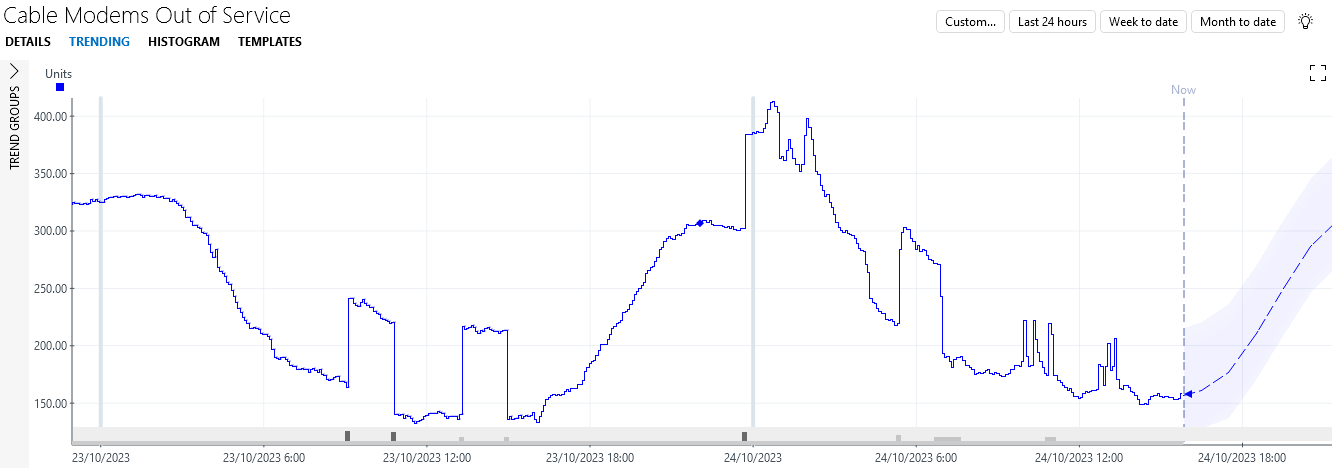 Cable Modems Out of Service
Custom... Last 24 hours Week to date Month to date
DETAILS TRENDING HISTOGRAM TEMPLATES
TREND GROUPS
Units
Now
400.00
350.00
300.00
250.00
200.00
150.00
23/10/2023 23/10/2023 6:00 23/10/2023 12:00 23/10/2023 18:00 24/10/2023 24/10/2023 6:00 24/10/2023 12:00 24/10/2023 18:00